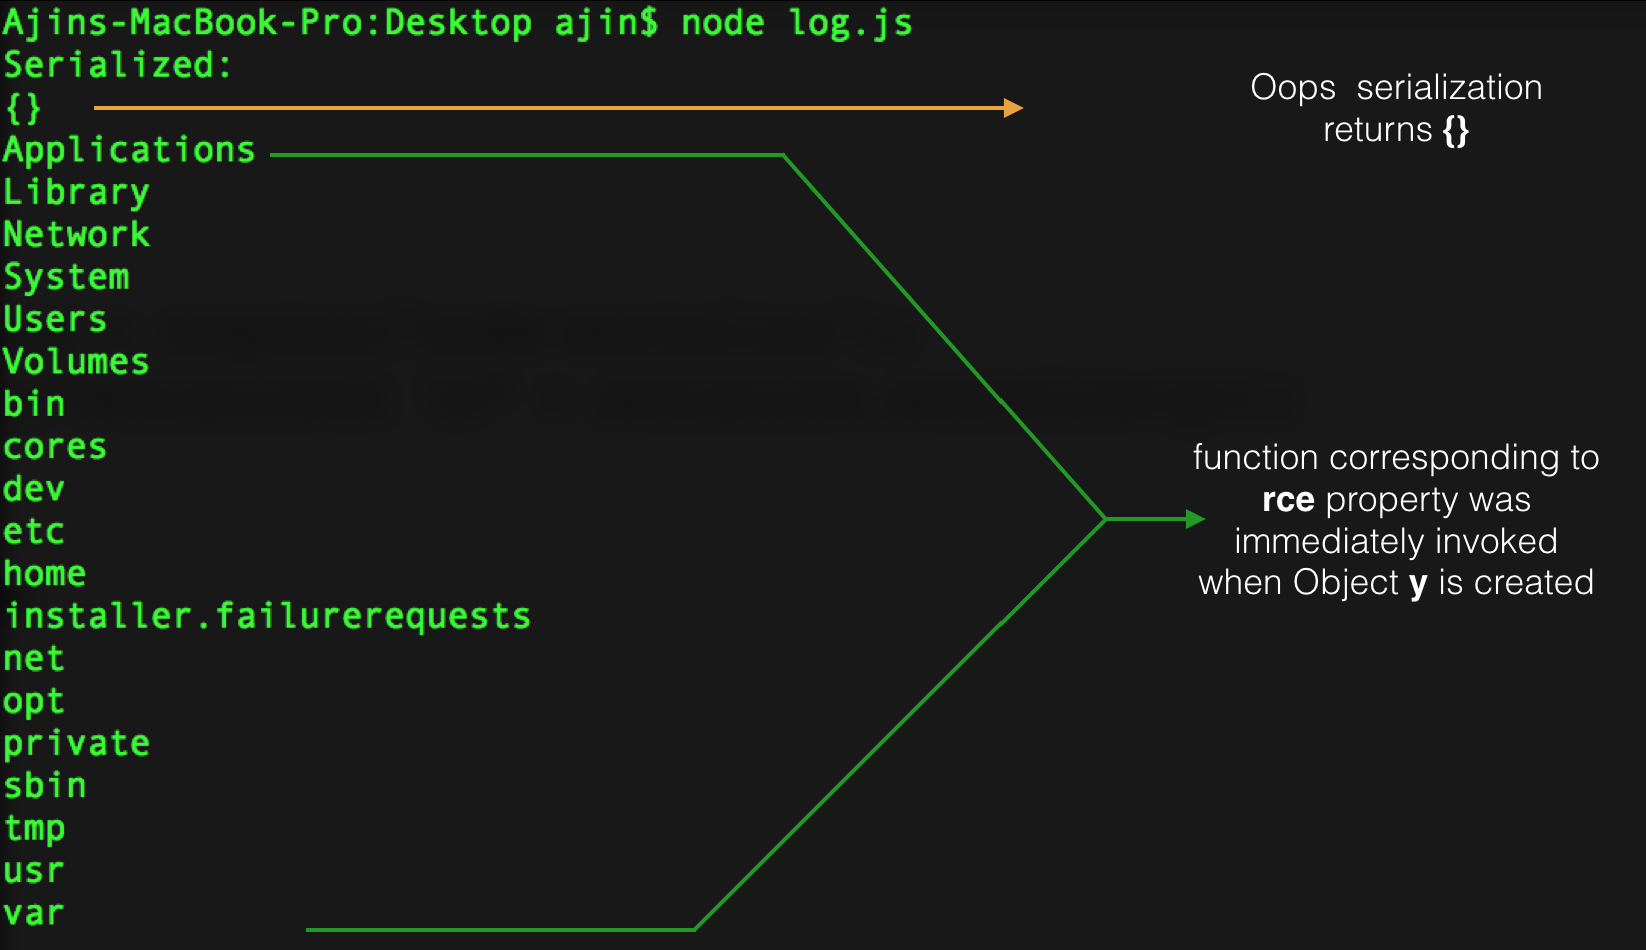 Ajins-MacBook-Pro:Desktop ajin$ node log.js
Serialized:
{}
Applications
Library
Network
System
Users
Volumes
bin
cores
dev
etc
home
installer.failurerequests
net
opt
private
sbin
tmp
usr
var
Oops serialization
returns {}
function corresponding to
rce property was
immediately invoked
when Object y is created